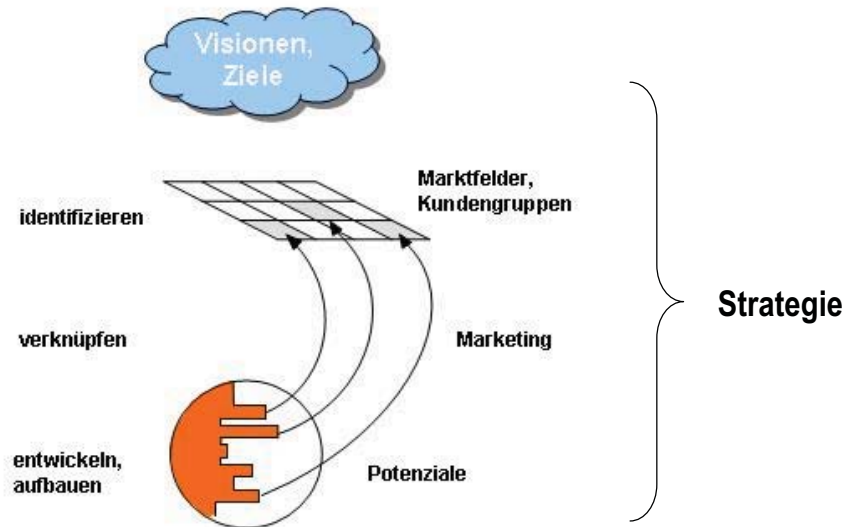 Visionen,
Ziele
identifizieren
Marktfelder,
Kundengruppen
verknüpfen
Marketing
Strategie
entwickeln,
aufbauen
Potenziale